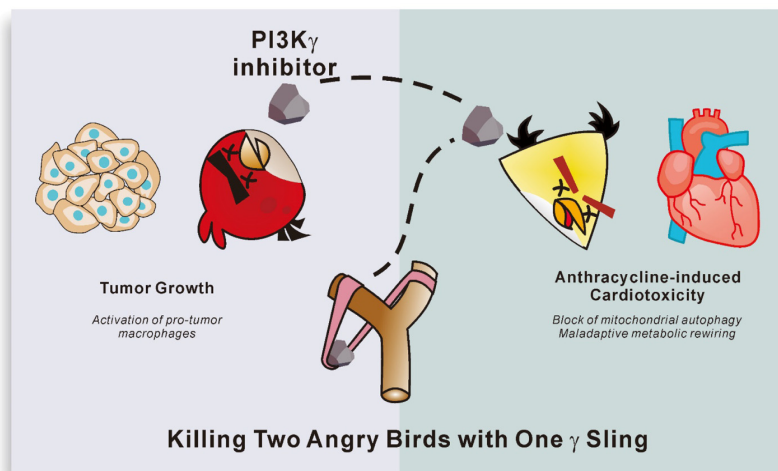 PI3Kγ
inhibitor
Tumor Growth
Activation of pro-tumor
macrophages
Anthracycline-induced
Cardiotoxicity
Block of mitochondrial autophagy
Maladaptive metabolic rewiring
Killing Two Angry Birds with One γ Sling